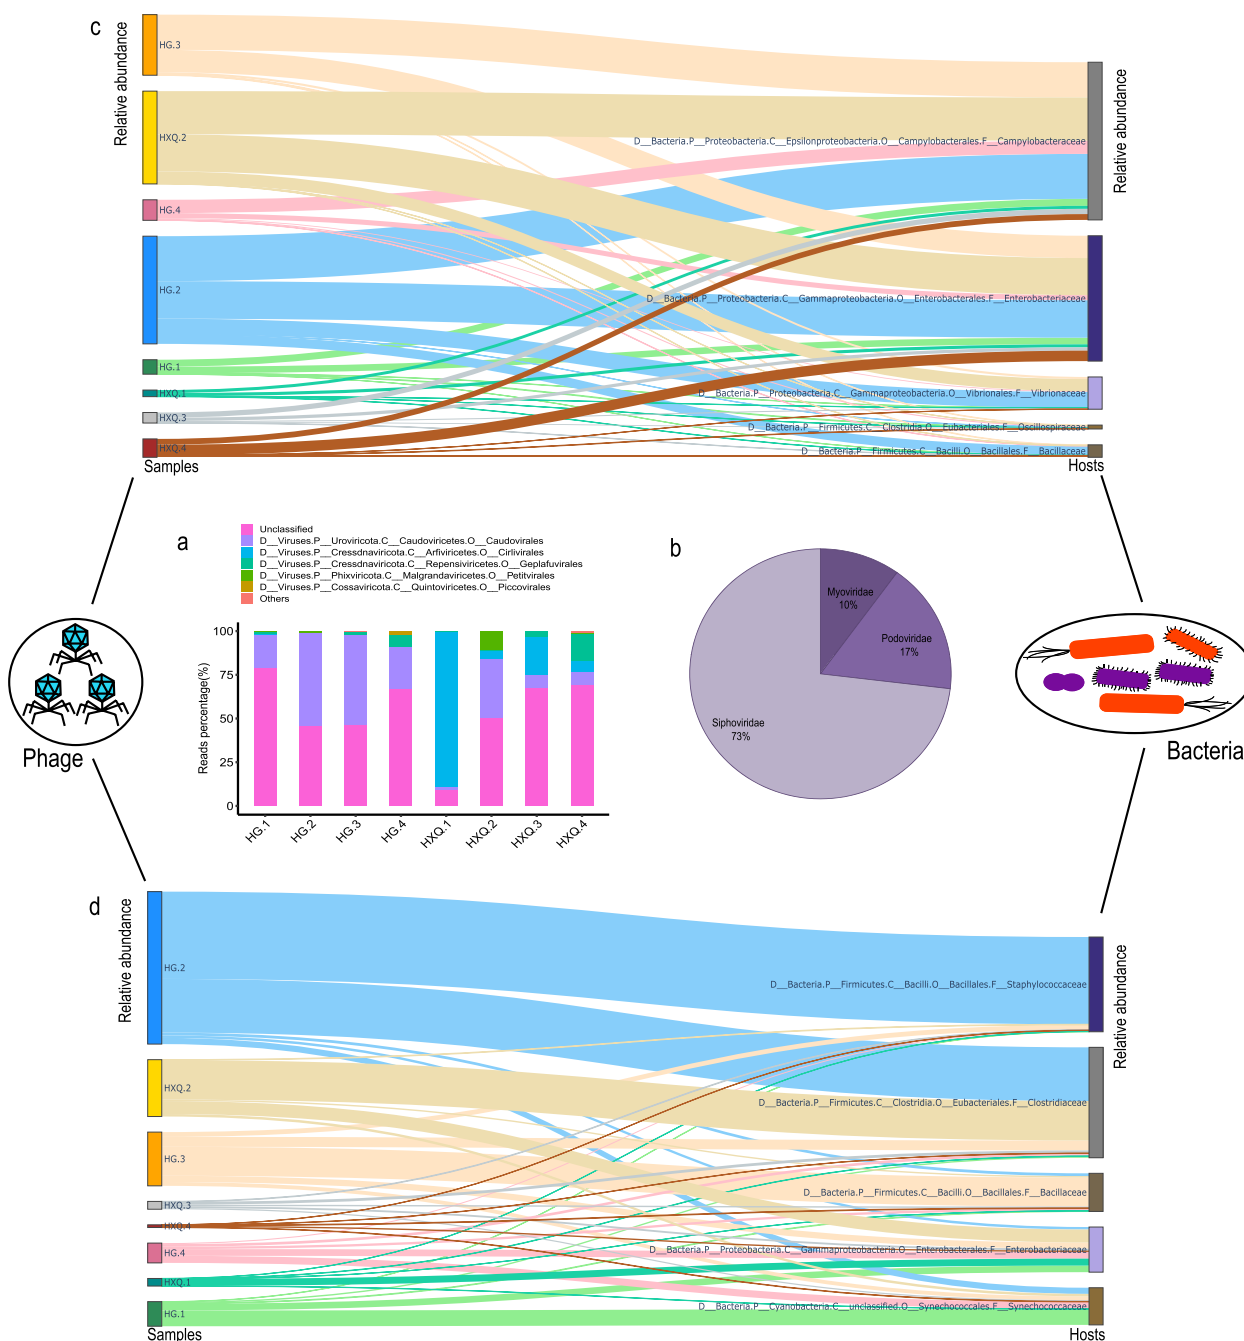 c
Relative abundance
HG.3
HXQ.2
HG.4
HG.2
HG.1
HXQ.1
HXQ.3
HXQ.4
Samples
D__Bacteria.P__Proteobacteria.C__Epsilonproteobacteria.O__Campylobacterales.F__Campylobacteraceae
D__Bacteria.P__Proteobacteria.C__Gammaproteobacteria.O__Enterobacterales.F__Enterobacteriaceae
D__Bacteria.P__Proteobacteria.C__Gammaproteobacteria.O__Vibrionales.F__Vibrionaceae
D__Bacteria.P__Firmicutes.C__Clostridia.O__Eubacteriales.F__Oscillospiraceae
D__Bacteria.P__Firmicutes.C__Bacilli.O__Bacillales.F__Bacillaceae
Relative abundance
Hosts
a
Unclassified
D__Viruses.P__Uroviricota.C__Caudoviricetes.O__Caudovirales
D__Viruses.P__Cressdnaviricota.C__Arfiviricetes.O__Cirlivirales
D__Viruses.P__Cressdnaviricota.C__Repensiviricetes.O__Geplafuvirales
D__Viruses.P__Phixviricota.C__Malgrandaviricetes.O__Petitvirales
D__Viruses.P__Cossaviricota.C__Quintoviricetes.O__Piccovirales
Others
Reads percentage(%)
100
75
50
25
0
HG.1
HG.2
HG.3
HG.4
HXQ.1
HXQ.2
HXQ.3
HXQ.4
b
Myoviridae
10%
Podoviridae
17%
Siphoviridae
73%
Phage
Bacteria
d
Relative abundance
HG.2
HXQ.2
HG.3
HXQ.3
HXQ.4
HG.4
HXQ.1
HG.1
Samples
D__Bacteria.P__Firmicutes.C__Bacilli.O__Bacillales.F__Staphylococcaceae
D__Bacteria.P__Firmicutes.C__Clostridia.O__Eubacteriales.F__Clostridiaceae
D__Bacteria.P__Firmicutes.C__Bacilli.O__Bacillales.F__Bacillaceae
D__Bacteria.P__Proteobacteria.C__Gammaproteobacteria.O__Enterobacterales.F__Enterobacteriaceae
D__Bacteria.P__Cyanobacteria.C__unclassified.O__Synechococcales.F__Synechococcaceae
Relative abundance
Hosts